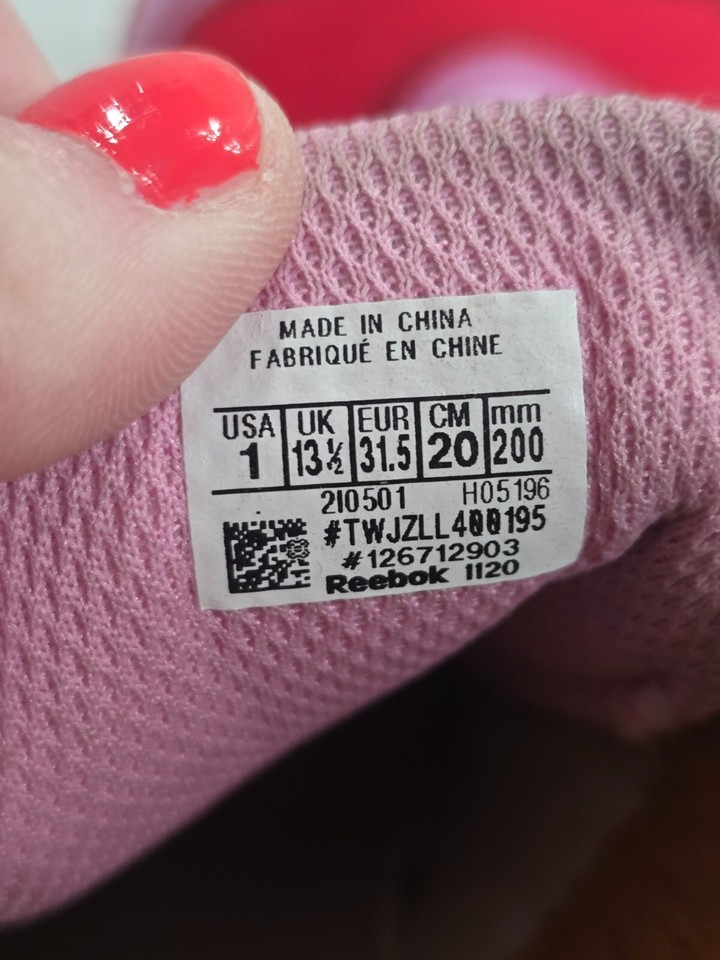 MADE IN CHINA
FABRIQUÉ EN CHINE
USA UK EUR CM mm
1 13½ 31.5 20 200
210501 H05196
#TWJZLL400195
#126712903
Reebok 1120